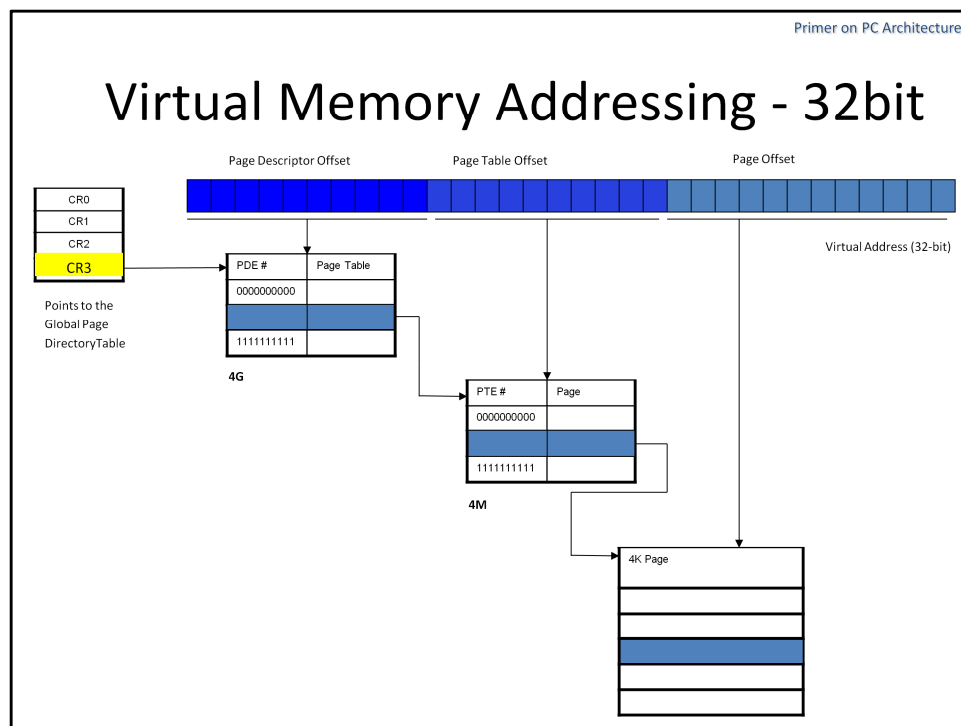 Primer on PC Architecture
Virtual Memory Addressing - 32bit
Page Descriptor Offset
Page Table Offset
Page Offset
CR0
CR1
CR2
CR3
Virtual Address (32-bit)
Points to the
Global Page
DirectoryTable
PDE # Page Table
0000000000
1111111111
4G
PTE # Page
0000000000
1111111111
4M
4K Page